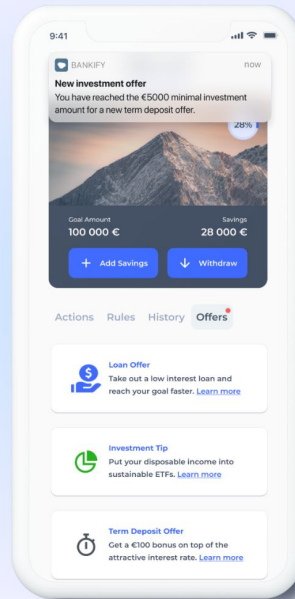 9:41
BANKIFY now
New investment offer
You have reached the €5000 minimal investment
amount for a new term deposit offer.
28%
Goal Amount Savings
100 000 € 28 000 €
+ Add Savings ↓ Withdraw
Actions Rules History Offers
Loan Offer
Take out a low interest loan and
reach your goal faster. Learn more
Investment Tip
Put your disposable income into
sustainable ETFs. Learn more
Term Deposit Offer
Get a €100 bonus on top of the
attractive interest rate. Learn more